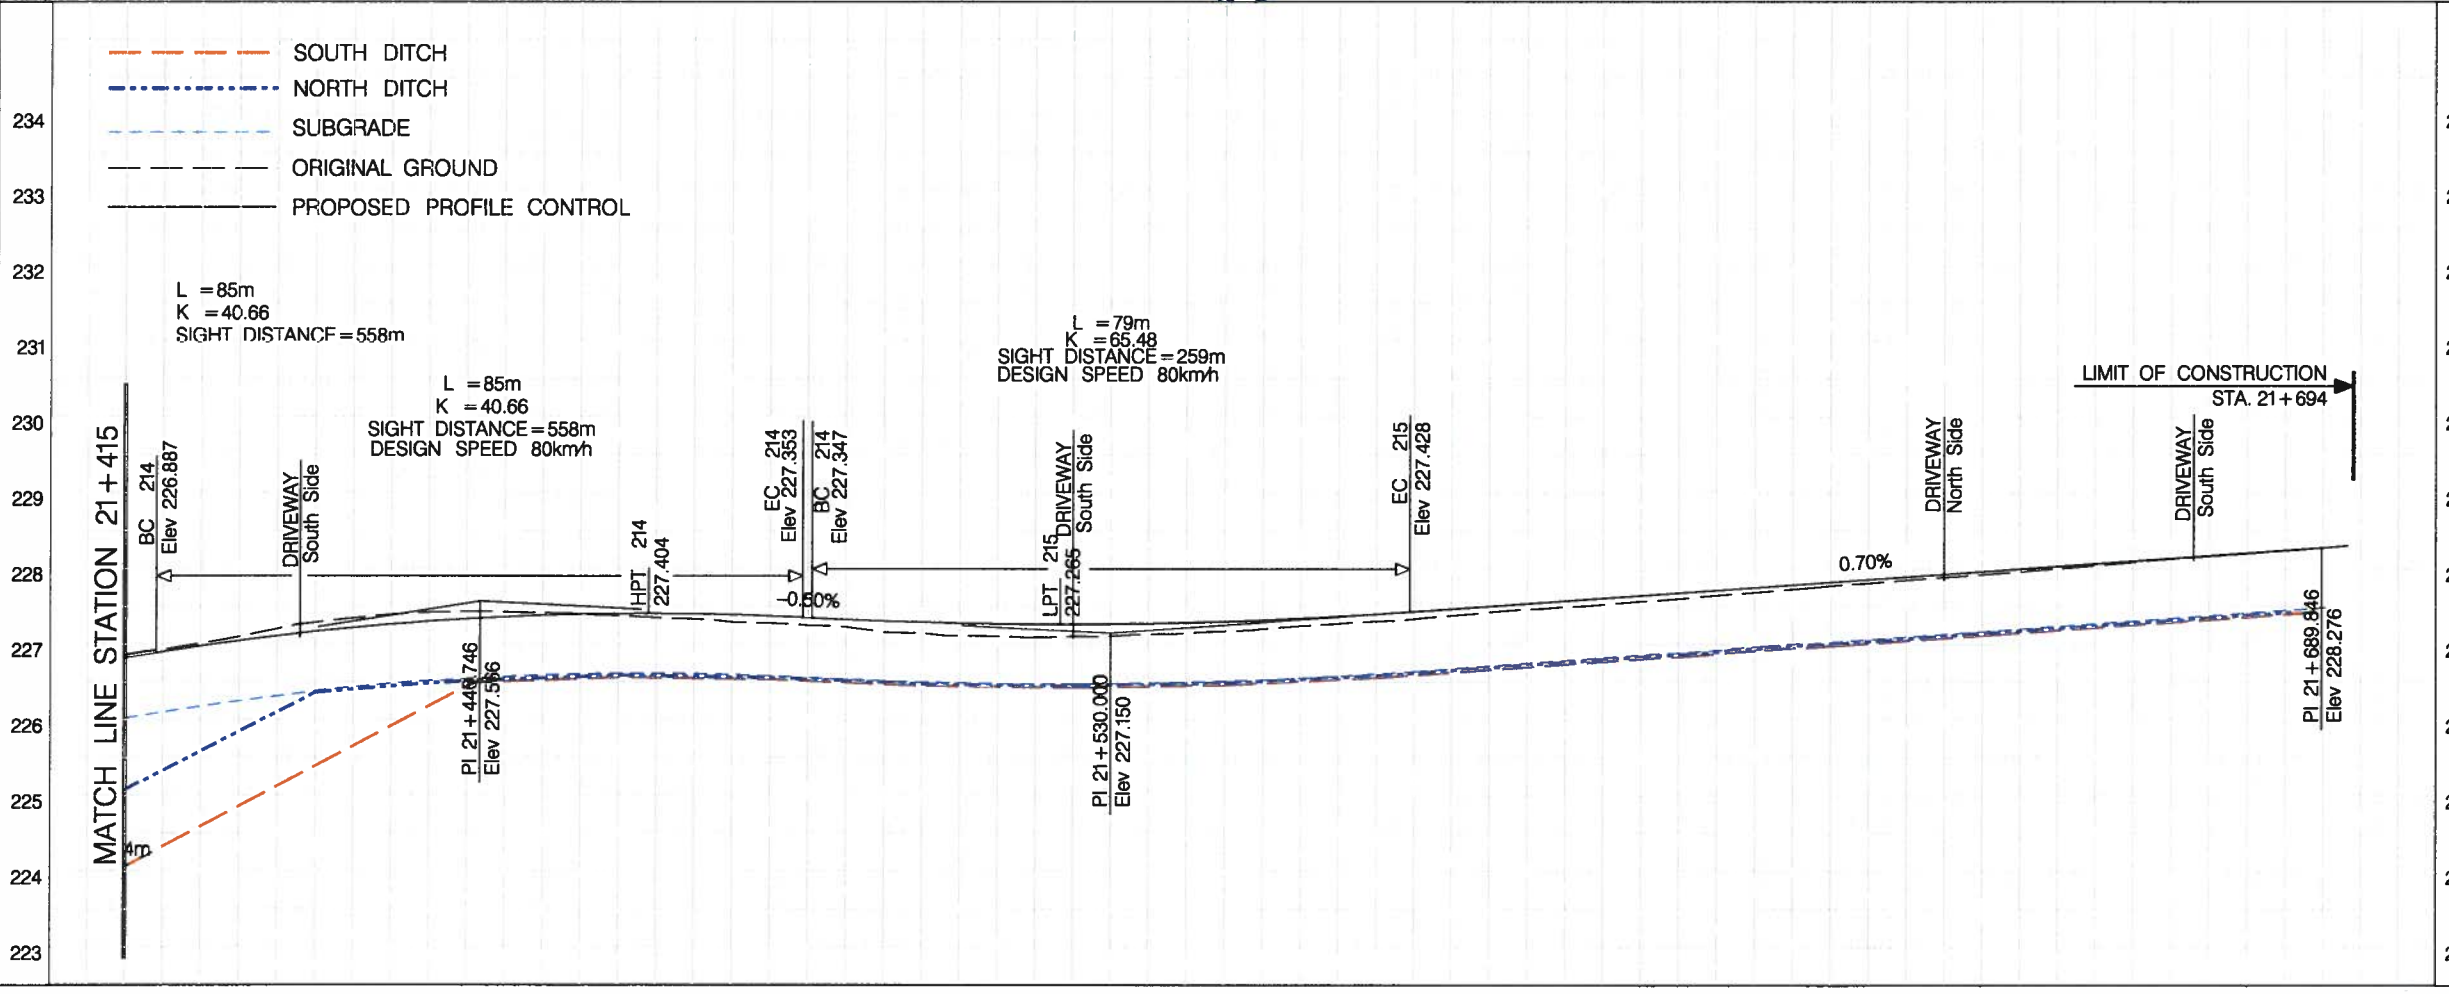 SOUTH DITCH
NORTH DITCH
SUBGRADE
ORIGINAL GROUND
PROPOSED PROFILE CONTROL
234
233
232
231
230
229
228
227
226
225
224
223
L =85m
K =40.66
SIGHT DISTANCE=558m
L =85m
K =40.66
SIGHT DISTANCE=558m
DESIGN SPEED 80km/h
L =79m
K =65.48
SIGHT DISTANCE=259m
DESIGN SPEED 80km/h
LIMIT OF CONSTRUCTION
STA. 21+694
MATCH LINE STATION 21+415
4m
BC 214
Elev 226.887
DRIVEWAY
South Side
PI 21+446.746
Elev 227.566
HPT 214
227.404
EC 214
Elev 227.353
BC 214
Elev 227.347
-0.50%
LPT 215
227.265
DRIVEWAY
South Side
PI 21+530.000
Elev 227.150
EC 215
Elev 227.428
0.70%
DRIVEWAY
North Side
DRIVEWAY
South Side
PI 21+689.846
Elev 228.276